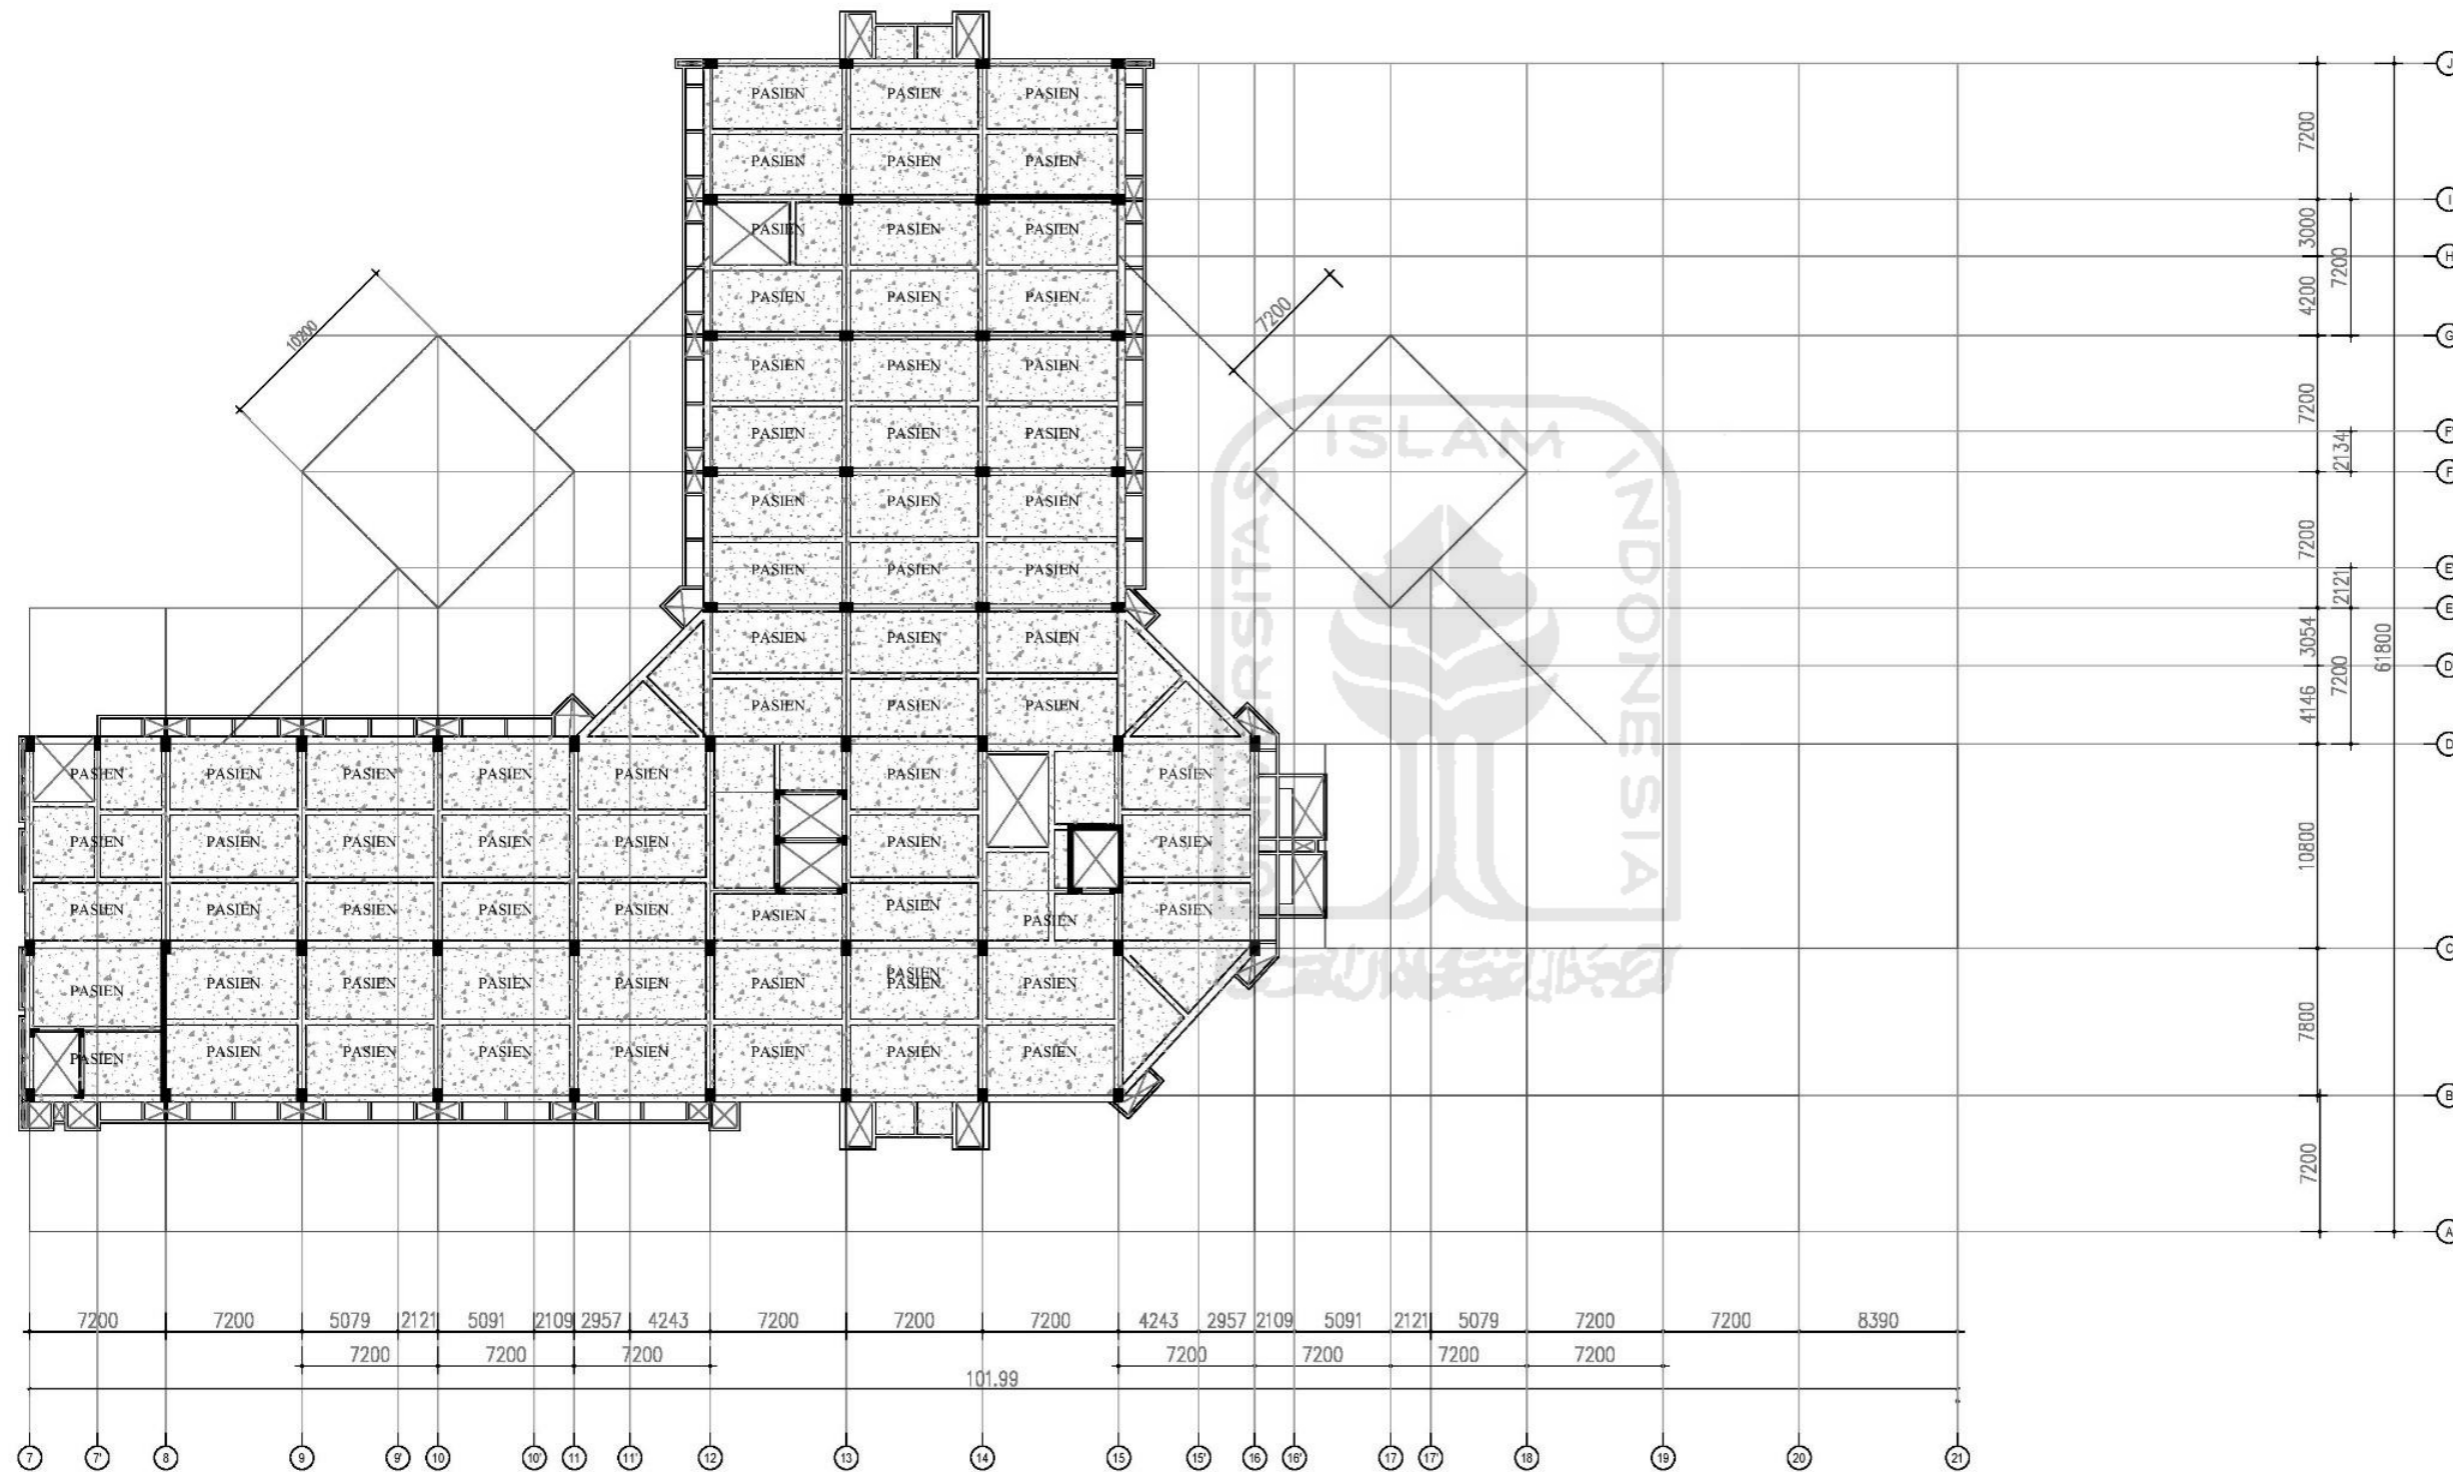 J
PASIEN PASIEN PASIEN
7200
PASIEN PASIEN PASIEN
I
PASIEN PASIEN PASIEN
3000
H
7200
PASIEN PASIEN PASIEN
4200
10200
7200
G
PASIEN PASIEN PASIEN
7200
ISLAM
PASIEN PASIEN PASIEN
F'
2134
F
UNIVERSITAS
INDONESIA
PASIEN PASIEN PASIEN
7200
PASIEN PASIEN PASIEN
E'
2121
E
PASIEN PASIEN PASIEN
3054
61800
D'
7200
PASIEN PASIEN PASIEN
4146
D
PASIEN PASIEN PASIEN PASIEN PASIEN PASIEN PASIEN
PASIEN PASIEN PASIEN PASIEN PASIEN PASIEN PASIEN
10800
PASIEN PASIEN PASIEN PASIEN PASIEN PASIEN PASIEN PASIEN PASIEN
C
PASIEN PASIEN PASIEN PASIEN PASIEN PASIEN PASIEN PASIEN
PASIEN
7800
PASIEN PASIEN PASIEN PASIEN PASIEN PASIEN PASIEN PASIEN
B
7200
A
7200 7200 5079 2121 5091 2109 2957 4243 7200 7200 7200 4243 2957 2109 5091 2121 5079 7200 7200 8390
7200 7200 7200 7200 7200 7200 7200
101.99
7 7' 8 9 9' 10 10' 11 11' 12 13 14 15 15' 16 16' 17 17' 18 19 20 21